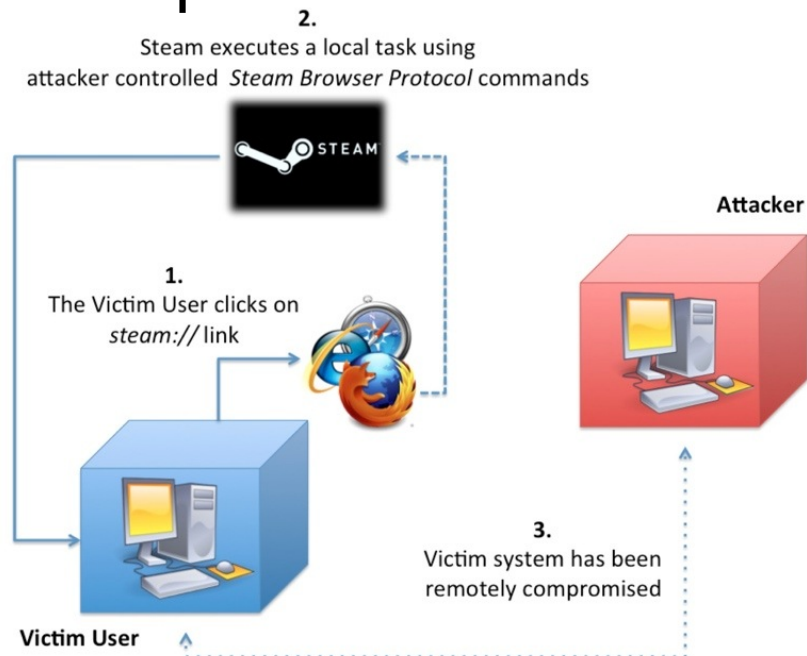 2.
Steam executes a local task using
attacker controlled Steam Browser Protocol commands
STEAM
Attacker
1.
The Victim User clicks on
steam:// link
3.
Victim system has been
remotely compromised
Victim User